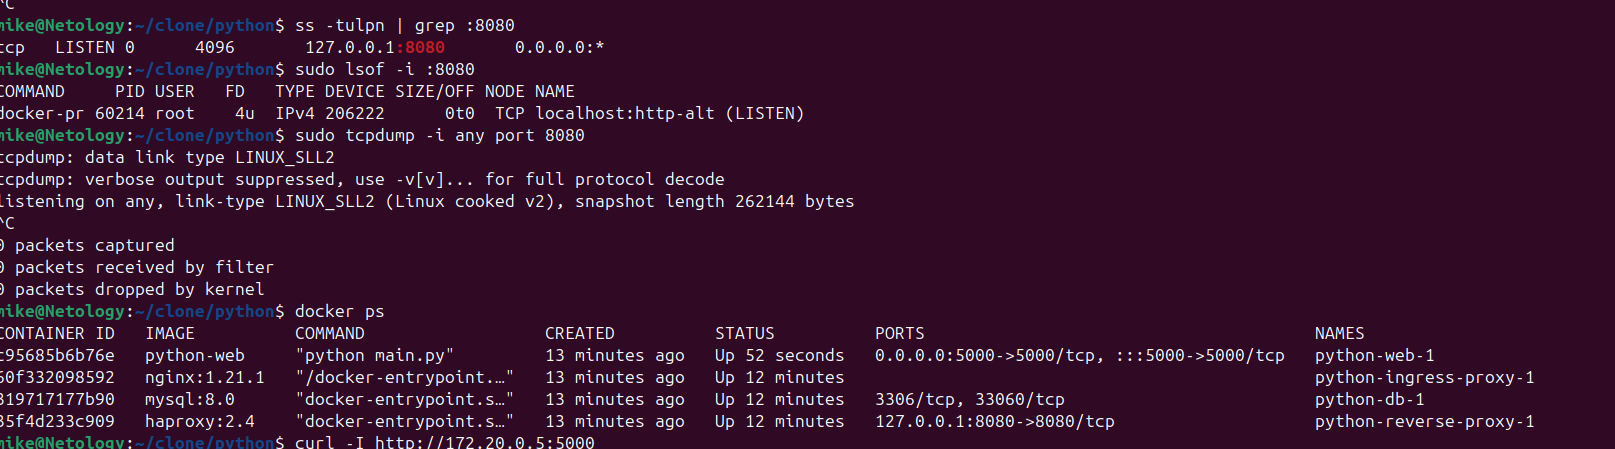 ^C
mike@Netology:~/clone/python$ ss -tulpn | grep :8080
tcp   LISTEN 0      4096       127.0.0.1:8080       0.0.0.0:*
mike@Netology:~/clone/python$ sudo lsof -i :8080
COMMAND     PID USER   FD   TYPE DEVICE SIZE/OFF NODE NAME
docker-pr 60214 root    4u  IPv4 206222      0t0  TCP localhost:http-alt (LISTEN)
mike@Netology:~/clone/python$ sudo tcpdump -i any port 8080
tcpdump: data link type LINUX_SLL2
tcpdump: verbose output suppressed, use -v[v]... for full protocol decode
listening on any, link-type LINUX_SLL2 (Linux cooked v2), snapshot length 262144 bytes
^C
0 packets captured
0 packets received by filter
0 packets dropped by kernel
mike@Netology:~/clone/python$ docker ps
CONTAINER ID   IMAGE          COMMAND                  CREATED          STATUS          PORTS                                       NAMES
c95685b6b76e   python-web     "python main.py"         13 minutes ago   Up 52 seconds   0.0.0.0:5000->5000/tcp, :::5000->5000/tcp   python-web-1
60f332098592   nginx:1.21.1   "/docker-entrypoint.…"   13 minutes ago   Up 12 minutes                                               python-ingress-proxy-1
819717177b90   mysql:8.0      "docker-entrypoint.s…"   13 minutes ago   Up 12 minutes   3306/tcp, 33060/tcp                         python-db-1
35f4d233c909   haproxy:2.4    "docker-entrypoint.s…"   13 minutes ago   Up 12 minutes   127.0.0.1:8080->8080/tcp                    python-reverse-proxy-1
mike@Netology:~/clone/python$ curl -I http://172.20.0.5:5000